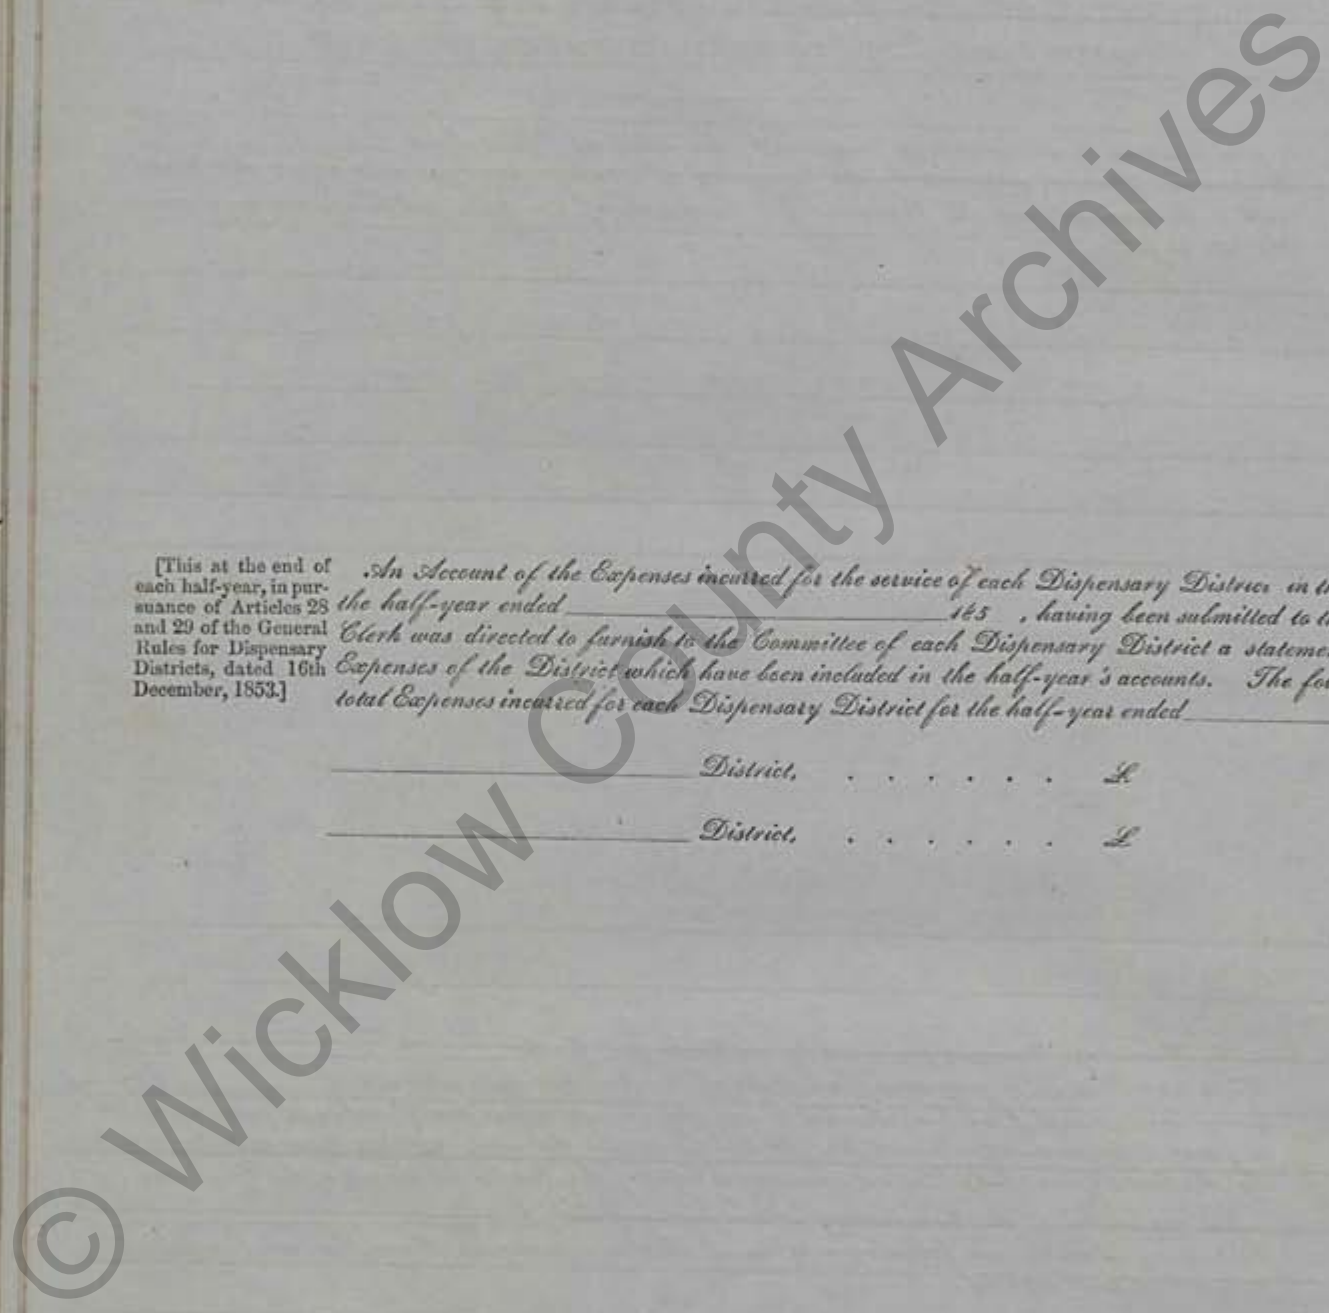 [This at the end of
each half-year, in pur-
suance of Articles 28
and 29 of the General
Rules for Dispensary
Districts, dated 16th
December, 1853.]
An Account of the Expenses incurred for the service of each Dispensary District in
the half-year ended 185 , having been submitted to
Clerk was directed to furnish to the Committee of each Dispensary District a
Expenses of the District which have been included in the half-year's accounts. The
total Expenses incurred for each Dispensary District for the half-year ended
District, . . . . . . £
District, . . . . . . £
© Wicklow County Archives